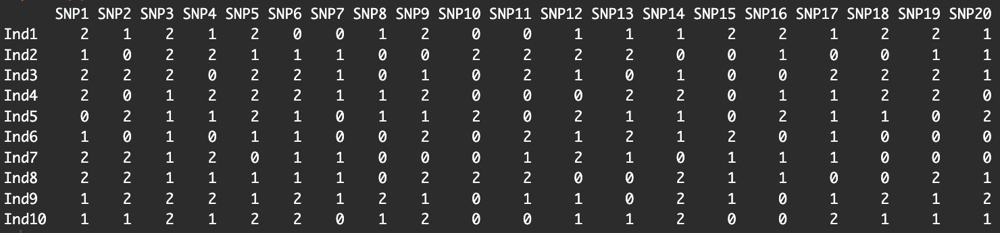 SNP1 SNP2 SNP3 SNP4 SNP5 SNP6 SNP7 SNP8 SNP9 SNP10 SNP11 SNP12 SNP13 SNP14 SNP15 SNP16 SNP17 SNP18 SNP19 SNP20
Ind1 2 1 2 1 2 0 0 1 2 0 0 1 1 1 2 2 1 2 2 1
Ind2 1 0 2 2 1 1 1 0 0 2 2 2 2 0 0 1 0 0 1 1
Ind3 2 2 2 0 2 2 1 0 1 0 2 1 0 1 0 0 2 2 2 1
Ind4 2 0 1 2 2 2 1 1 2 0 0 0 2 2 0 1 1 2 2 0
Ind5 0 2 1 1 2 1 0 1 1 2 0 2 1 1 0 2 1 1 0 2
Ind6 1 0 1 0 1 1 0 0 2 0 2 1 2 1 2 0 1 0 0 0
Ind7 2 2 1 2 0 1 1 0 0 0 1 2 1 0 1 1 1 0 0 0
Ind8 2 2 1 1 1 1 1 0 2 2 2 0 0 2 1 1 0 0 2 1
Ind9 1 2 2 2 1 2 1 2 1 0 1 1 0 2 1 0 1 2 1 2
Ind10 1 1 2 1 2 2 0 1 2 0 0 1 1 2 0 0 2 1 1 1